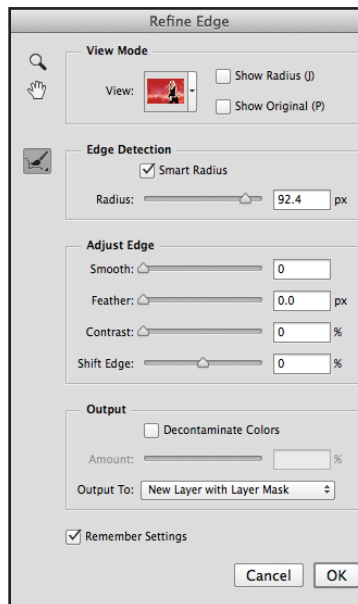 Refine Edge
View Mode
View:
Show Radius (J)
Show Original (P)
Edge Detection
Smart Radius
Radius: 92.4 px
Adjust Edge
Smooth: 0
Feather: 0.0 px
Contrast: 0 %
Shift Edge: 0 %
Output
Decontaminate Colors
Amount: %
Output To: New Layer with Layer Mask
Remember Settings
Cancel OK